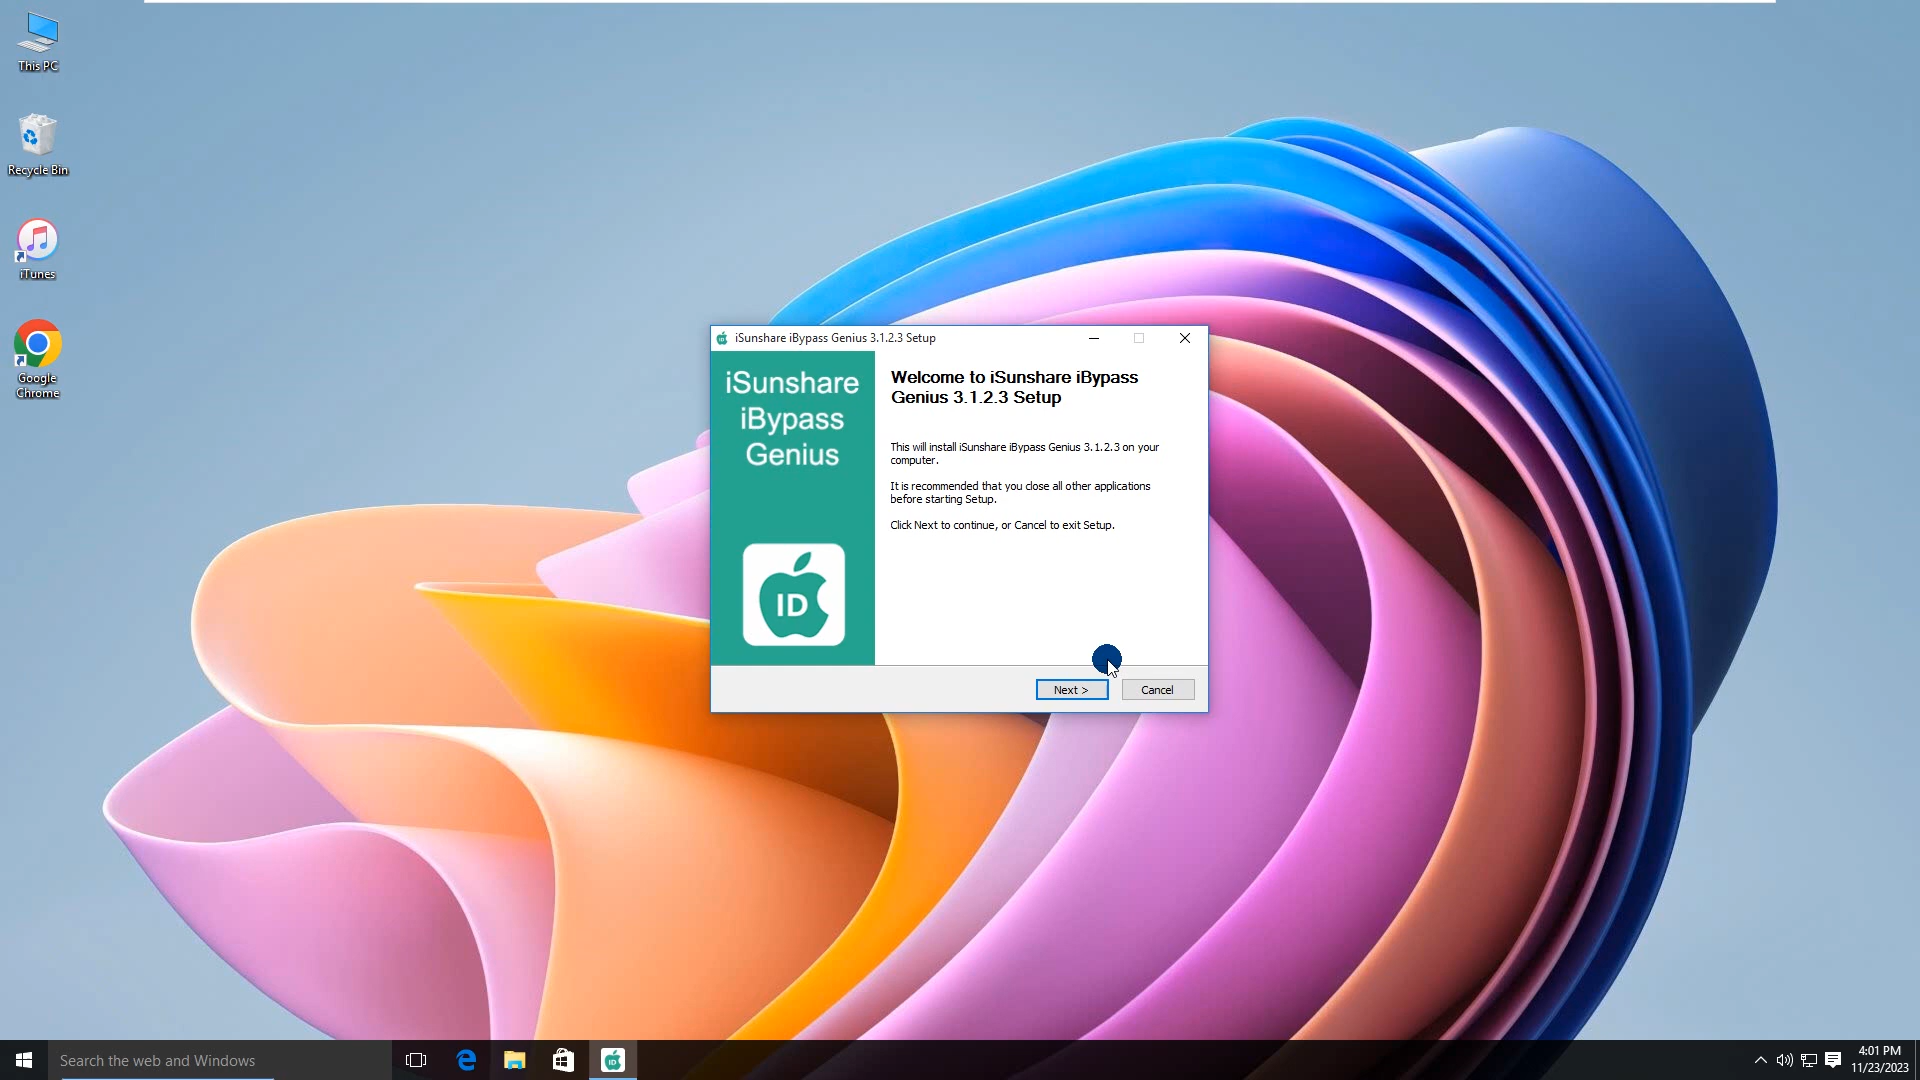 This PC
Recycle Bin
iTunes
Google
Chrome
iSunshare iBypass Genius 3.1.2.3 Setup
iSunshare
iBypass
Genius
ID
Welcome to iSunshare iBypass
Genius 3.1.2.3 Setup
This will install iSunshare iBypass Genius 3.1.2.3 on your
computer.
It is recommended that you close all other applications
before starting Setup.
Click Next to continue, or Cancel to exit Setup.
Next >
Cancel
Search the web and Windows
ID
4:01 PM
11/23/2023